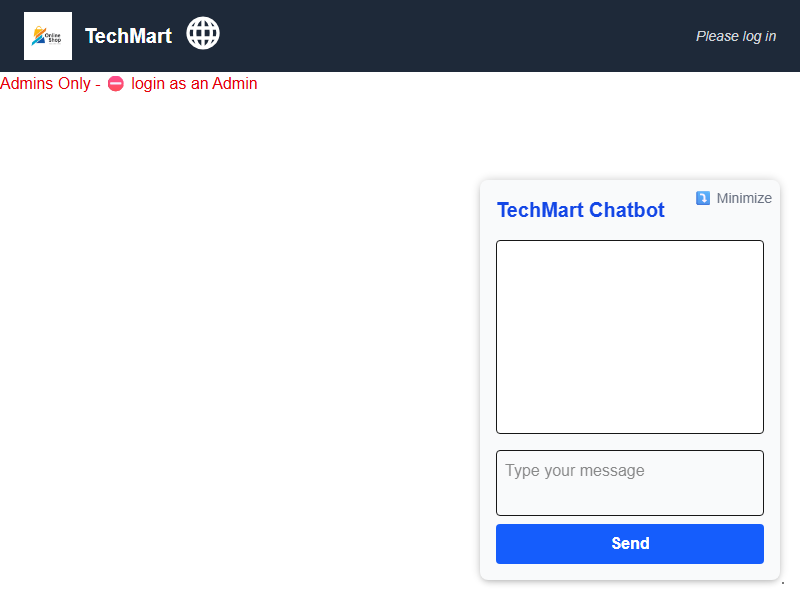 Online
Shop
TechMart
Please log in
Admins Only - ⛔ login as an Admin
⤵ Minimize
TechMart Chatbot
Type your message
Send
.